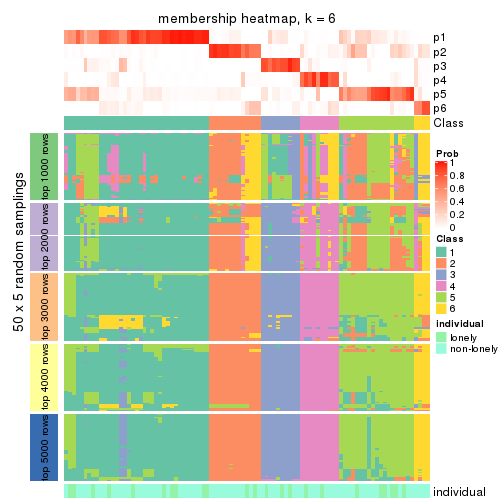 membership heatmap, k = 6
p1
p2
p3
p4
p5
p6
Class
50 x 5 random samplings
top 1000 rows
top 2000 rows
top 3000 rows
top 4000 rows
top 5000 rows
individual
Prob
1
0.8
0.6
0.4
0.2
0
Class
1
2
3
4
5
6
Individual
lonely
non-lonely